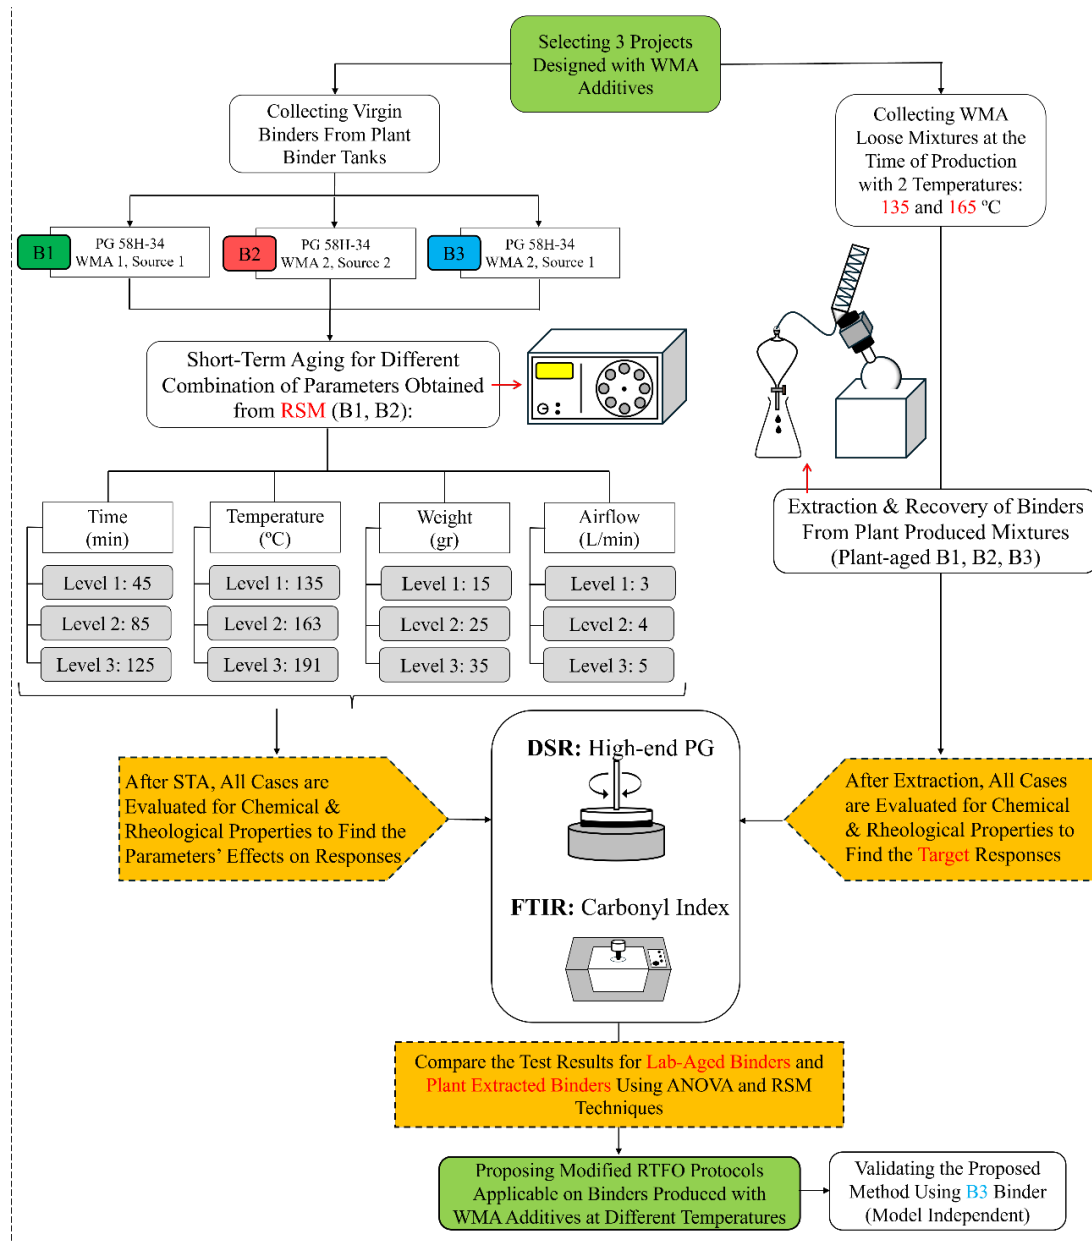 Selecting 3 Projects
Designed with WMA
Additives
Collecting Virgin
Binders From Plant
Binder Tanks
Collecting WMA
Loose Mixtures at the
Time of Production
with 2 Temperatures:
135 and 165 ºC
B1
PG 58H-34
WMA 1, Source 1
B2
PG 58H-34
WMA 2, Source 2
B3
PG 58H-34
WMA 2, Source 1
Short-Term Aging for Different
Combination of Parameters Obtained
from RSM (B1, B2):
Time
(min)
Level 1: 45
Level 2: 85
Level 3: 125
Temperature
(ºC)
Level 1: 135
Level 2: 163
Level 3: 191
Weight
(gr)
Level 1: 15
Level 2: 25
Level 3: 35
Airflow
(L/min)
Level 1: 3
Level 2: 4
Level 3: 5
Extraction & Recovery of Binders
From Plant Produced Mixtures
(Plant-aged B1, B2, B3)
After STA, All Cases are
Evaluated for Chemical &
Rheological Properties to Find the
Parameters’ Effects on Responses
DSR: High-end PG
FTIR: Carbonyl Index
After Extraction, All Cases
are Evaluated for Chemical
& Rheological Properties to
Find the Target Responses
Compare the Test Results for Lab-Aged Binders and
Plant Extracted Binders Using ANOVA and RSM
Techniques
Proposing Modified RTFO Protocols
Applicable on Binders Produced with
WMA Additives at Different Temperatures
Validating the Proposed
Method Using B3 Binder
(Model Independent)